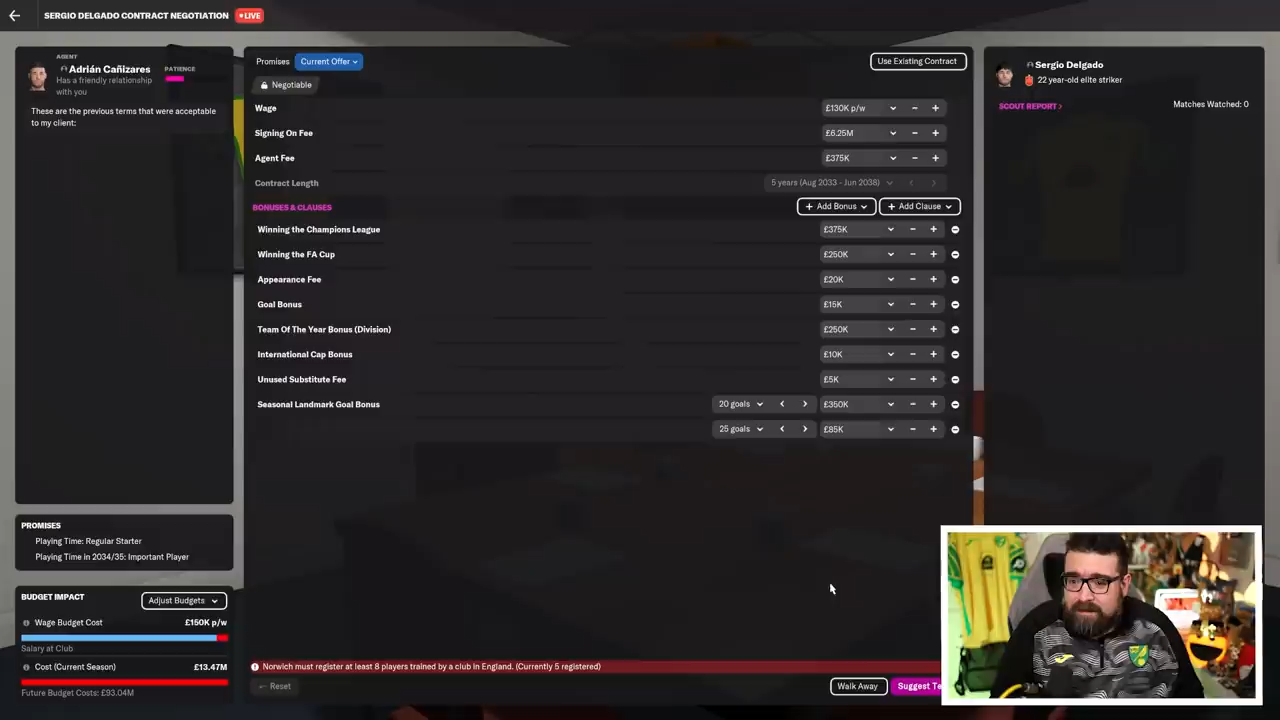 SERGIO DELGADO CONTRACT NEGOTIATION LIVE
AGENT
Adrián Cañizares
Has a friendly relationship
with you
PATIENCE
These are the previous terms that were acceptable
to my client:
Promises Current Offer
Use Existing Contract
Negotiable
Wage £130K p/w
Signing On Fee £6.25M
Agent Fee £375K
Contract Length 5 years (Aug 2033 - Jun 2038)
BONUSES & CLAUSES + Add Bonus + Add Clause
Winning the Champions League £375K
Winning the FA Cup £250K
Appearance Fee £20K
Goal Bonus £15K
Team Of The Year Bonus (Division) £250K
International Cap Bonus £10K
Unused Substitute Fee £5K
Seasonal Landmark Goal Bonus 20 goals £350K
25 goals £85K
Sergio Delgado
22 year-old elite striker
SCOUT REPORT > Matches Watched: 0
PROMISES
Playing Time: Regular Starter
Playing Time in 2034/35: Important Player
BUDGET IMPACT Adjust Budgets
Wage Budget Cost £150K p/w
Salary at Club
Cost (Current Season) £13.47M
Future Budget Costs: £93.04M
Norwich must register at least 8 players trained by a club in England. (Currently 5 registered)
Reset
Walk Away
Suggest Te